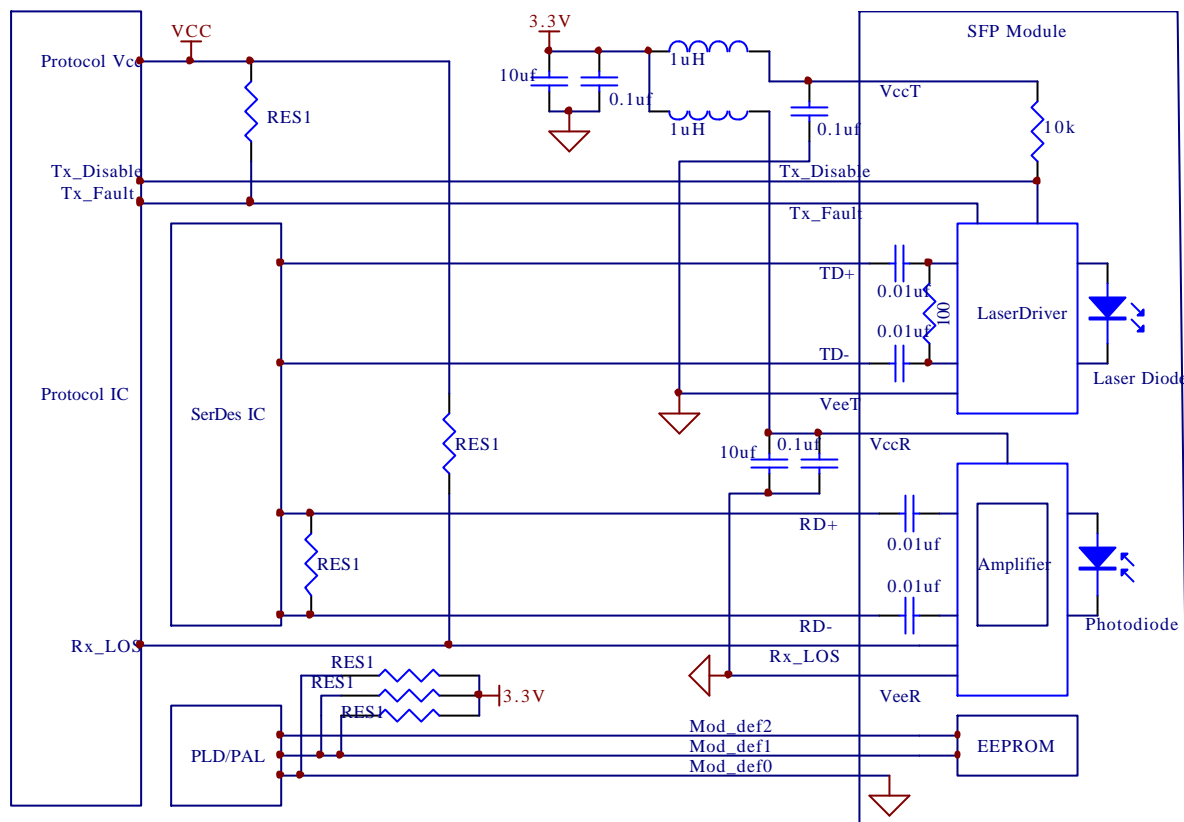 3.3V
VCC
SFP Module
Protocol Vcc
1uH
10uf
0.1uf
VccT
RES1
1uH
0.1uf
10k
Tx_Disable
Tx_Disable
Tx_Fault
Tx_Fault
TD+
0.01uf
LaserDriver
100
0.01uf
TD-
Laser Diode
Protocol IC
VeeT
SerDes IC
RES1
0.1uf
VccR
10uf
RD+
0.01uf
RES1
Amplifier
0.01uf
RD-
Photodiode
Rx_LOS
Rx_LOS
RES1
RES1
3.3V
VeeR
RES1
Mod_def2
PLD/PAL
Mod_def1
EEPROM
Mod_def0